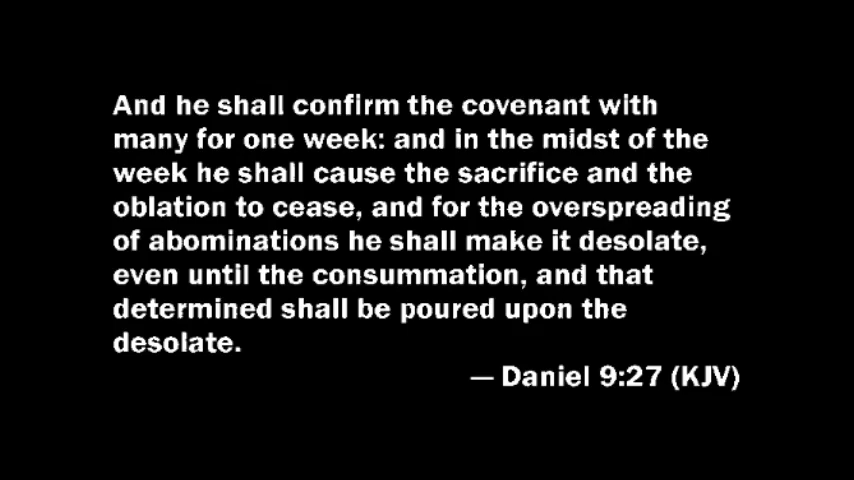 And he shall confirm the covenant with
many for one week: and in the midst of the
week he shall cause the sacrifice and the
oblation to cease, and for the overspreading
of abominations he shall make it desolate,
even until the consummation, and that
determined shall be poured upon the
desolate.
— Daniel 9:27 (KJV)